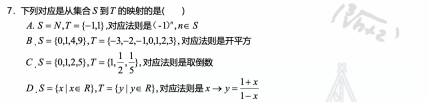 7. 下列对应是从集合 S 到 T 的映射的是(    )
A. S = N, T = {-1,1}, 对应法则是 (-1)ⁿ, n∈S
B. S = {0,1,4,9}, T = {-3,-2,-1,0,1,2,3}, 对应法则是开平方
C. S = {0,1,2,5}, T = {1, 1/2, 1/5}, 对应法则是取倒数
D. S = {x | x∈R}, T = {y | y∈R}, 对应法则是 x → y = (1+x)/(1-x)